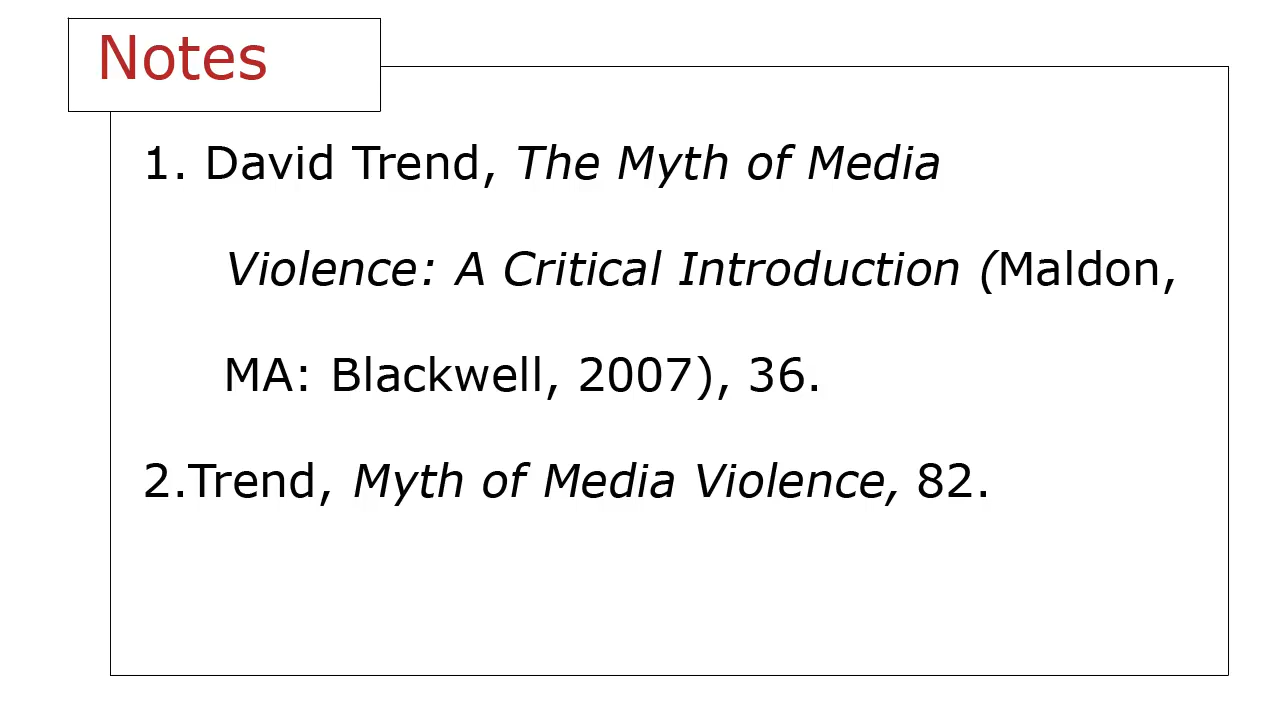 Notes
1. David Trend, The Myth of Media
Violence: A Critical Introduction (Maldon,
MA: Blackwell, 2007), 36.
2.Trend, Myth of Media Violence, 82.